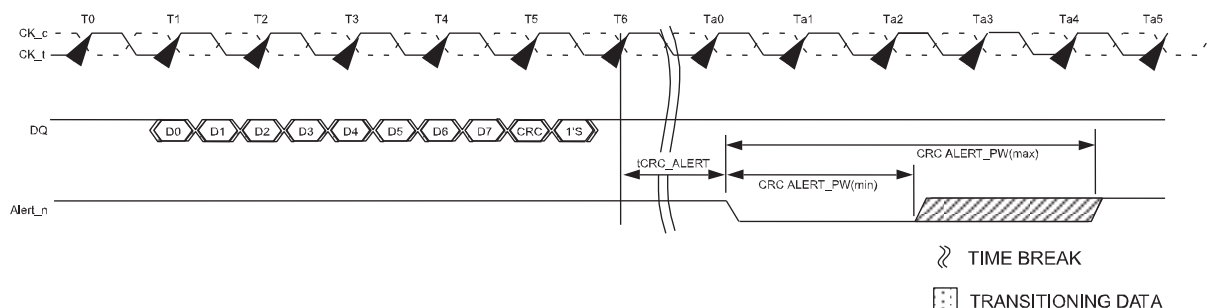 T0 T1 T2 T3 T4 T5 T6 Ta0 Ta1 Ta2 Ta3 Ta4 Ta5
CK_c
CK_t
DQ D0 D1 D2 D3 D4 D5 D6 D7 CRC 1'S
CRC ALERT_PW(max)
tCRC_ALERT
CRC ALERT_PW(min)
Alert_n
TIME BREAK
TRANSITIONING DATA